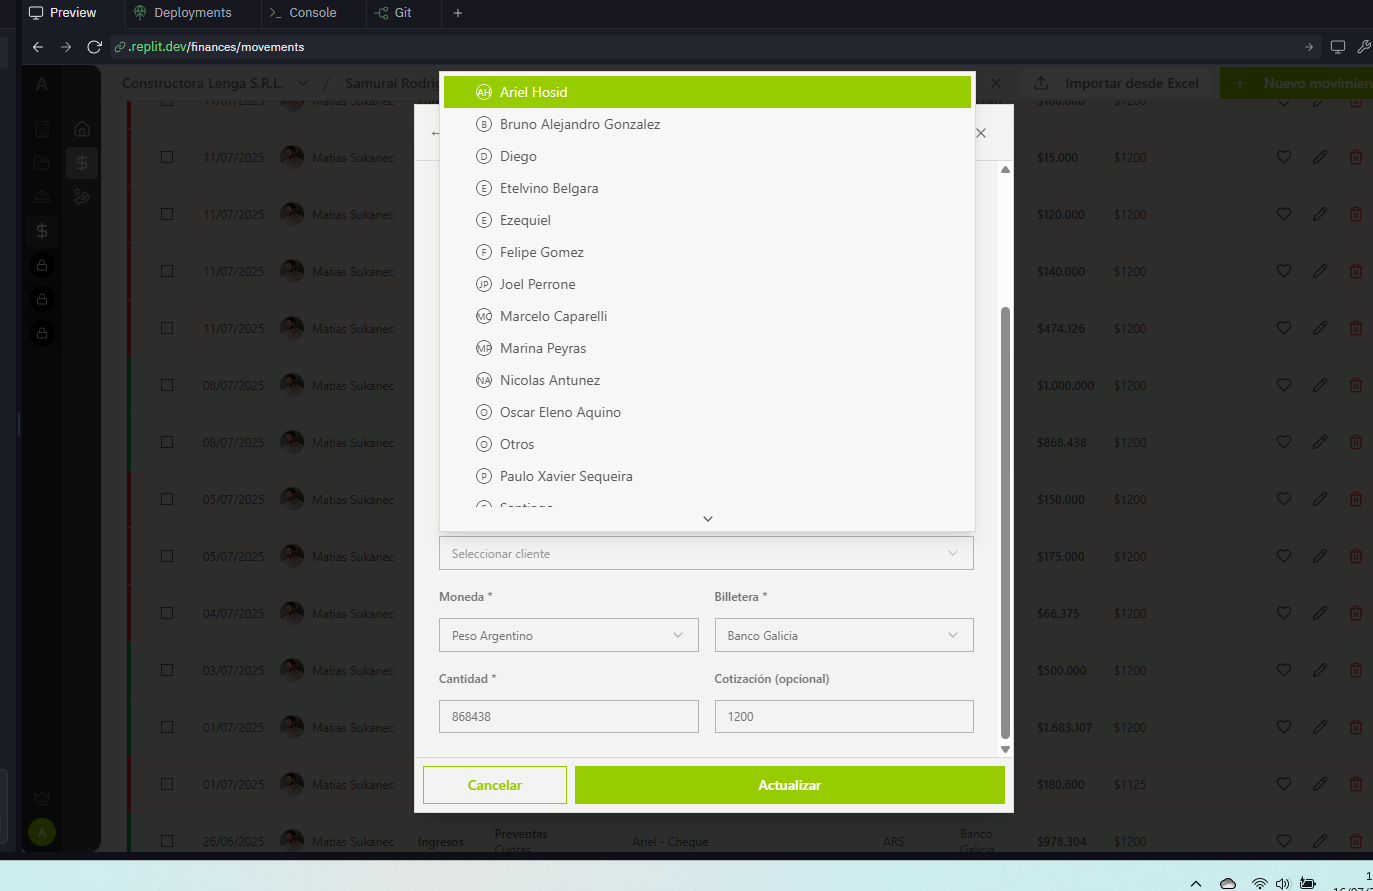 Preview
Deployments
Console
Git
.replit.dev/finances/movements
A
Constructora Lenga S.R.L.
/
Importar desde Excel
Nuevo movimien
AH Ariel Hosid
B Bruno Alejandro Gonzalez
D Diego
E Etelvino Belgara
E Ezequiel
F Felipe Gomez
JP Joel Perrone
MC Marcelo Caparelli
MP Marina Peyras
NA Nicolas Antunez
O Oscar Eleno Aquino
O Otros
P Paulo Xavier Sequeira
Seleccionar cliente
Moneda *
Billetera *
Peso Argentino
Banco Galicia
Cantidad *
Cotización (opcional)
868438
1200
Cancelar
Actualizar
11/07/2025 Matias Sukanec $15.000 $1200
11/07/2025 Matias Sukanec $120.000 $1200
11/07/2025 Matias Sukanec $140.000 $1200
11/07/2025 Matias Sukanec $474.126 $1200
08/07/2025 Matias Sukanec $1.000.000 $1200
08/07/2025 Matias Sukanec $868.438 $1200
05/07/2025 Matias Sukanec $150.000 $1200
05/07/2025 Matias Sukanec $175.000 $1200
04/07/2025 Matias Sukanec $66.375 $1200
03/07/2025 Matias Sukanec $500.000 $1200
01/07/2025 Matias Sukanec $1.683.107 $1200
01/07/2025 Matias Sukanec $180.600 $1125
26/06/2025 Matias Sukanec Ingresos Preventas Cuotas Ariel - Cheque ARS Banco Galicia $978.304 $1200
A